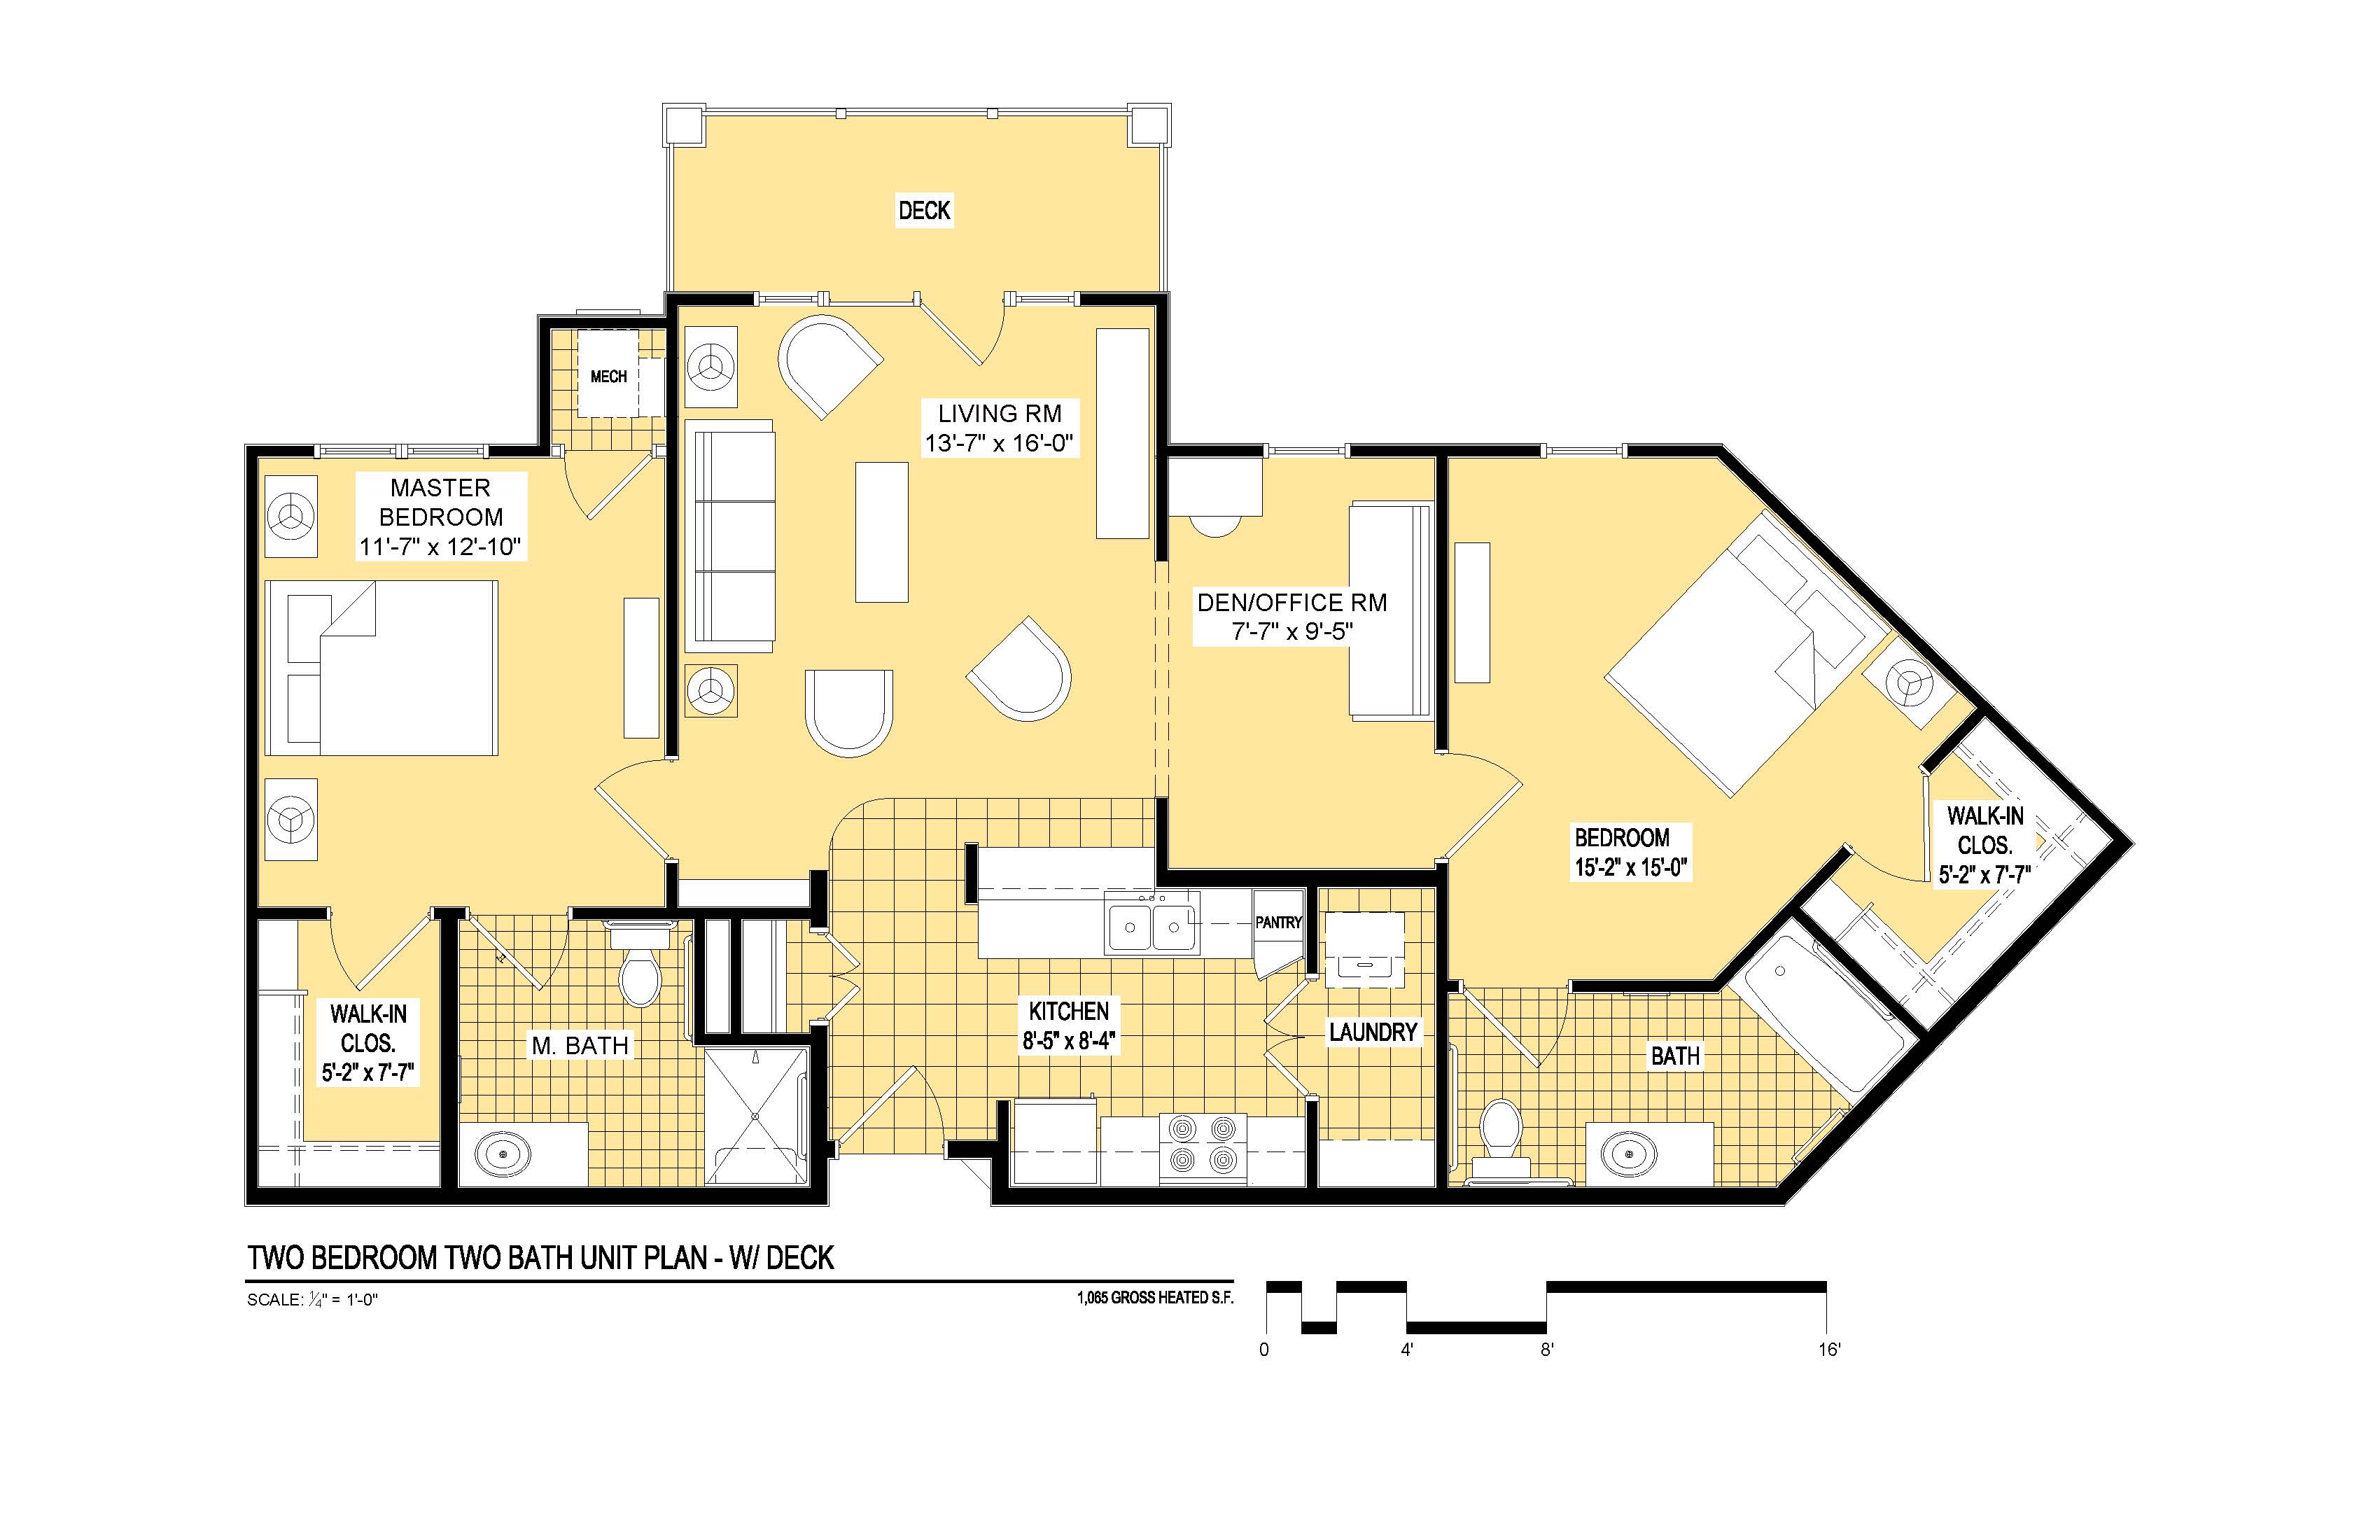 DECK
MECH
LIVING RM
13'-7" x 16'-0"
MASTER
BEDROOM
11'-7" x 12'-10"
DEN/OFFICE RM
7'-7" x 9'-5"
BEDROOM
15'-2" x 15'-0"
WALK-IN
CLOS.
5'-2" x 7'-7"
PANTRY
WALK-IN
CLOS.
5'-2" x 7'-7"
M. BATH
KITCHEN
8'-5" x 8'-4"
LAUNDRY
BATH
TWO BEDROOM TWO BATH UNIT PLAN - W/ DECK
SCALE: 1/4" = 1'-0"
1,065 GROSS HEATED S.F.
0 4' 8' 16'